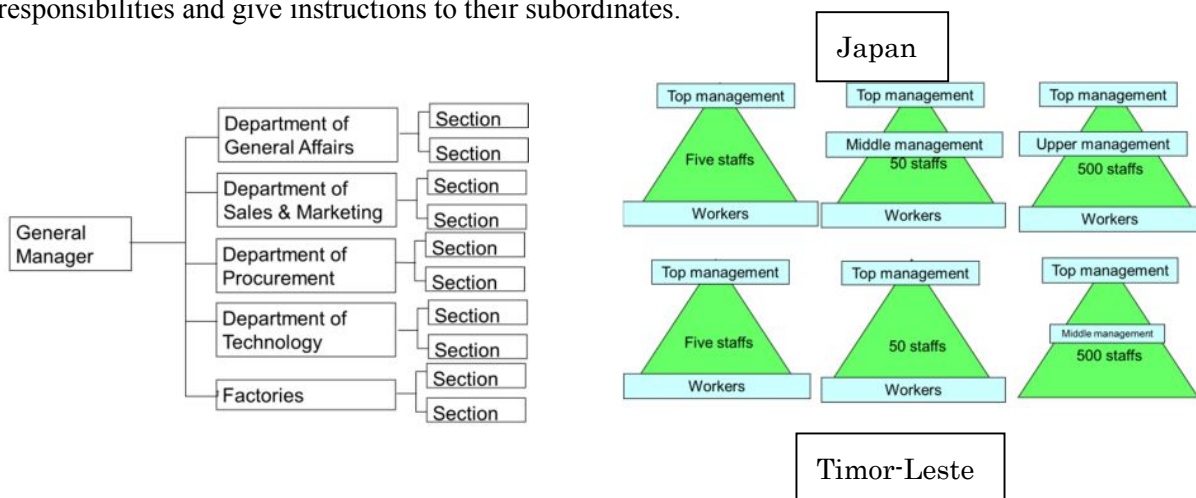 responsibilities and give instructions to their subordinates.
General
Manager
Department of
General Affairs
Section
Section
Department of
Sales & Marketing
Section
Section
Department of
Procurement
Section
Section
Department of
Technology
Section
Section
Factories
Section
Section
Japan
Top management
Five staffs
Workers
Top management
Middle management
50 staffs
Workers
Top management
Upper management
500 staffs
Workers
Top management
Five staffs
Workers
Top management
50 staffs
Workers
Top management
Middle management
500 staffs
Timor-Leste